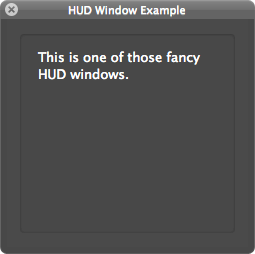 HUD Window Example
This is one of those fancy
HUD windows.